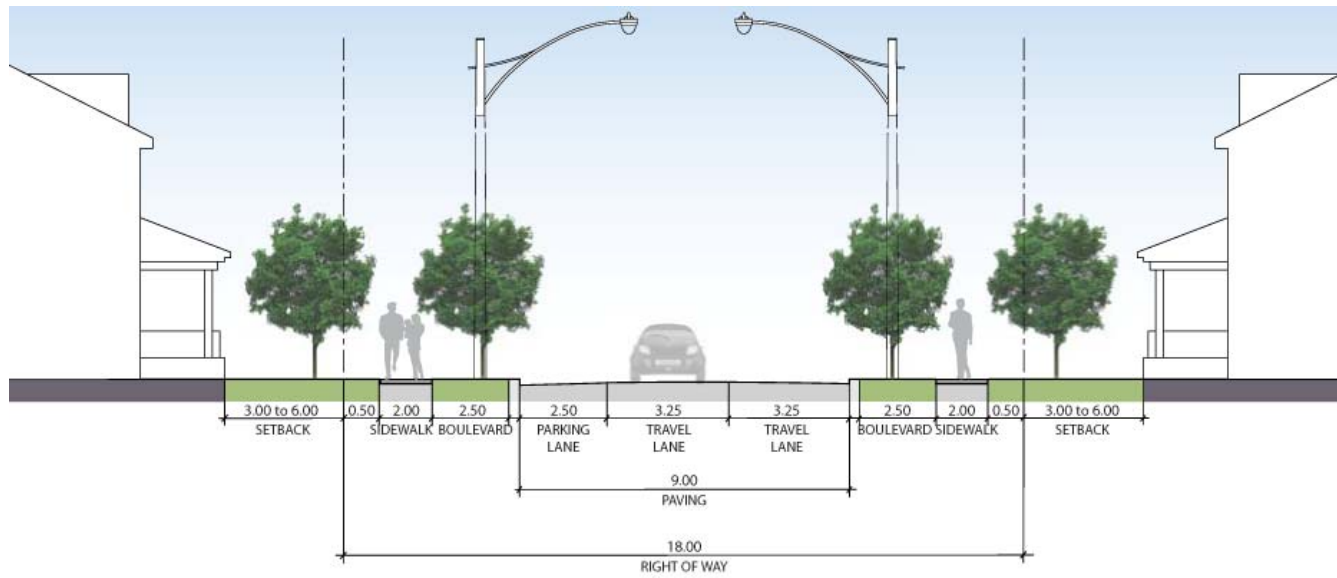 3.00 to 6.00 0.50 2.00 2.50 2.50 3.25 3.25 2.50 2.00 0.50 3.00 to 6.00
SETBACK SIDEWALK BOULEVARD PARKING TRAVEL TRAVEL BOULEVARD SIDEWALK SETBACK
LANE LANE LANE
9.00
PAVING
18.00
RIGHT OF WAY